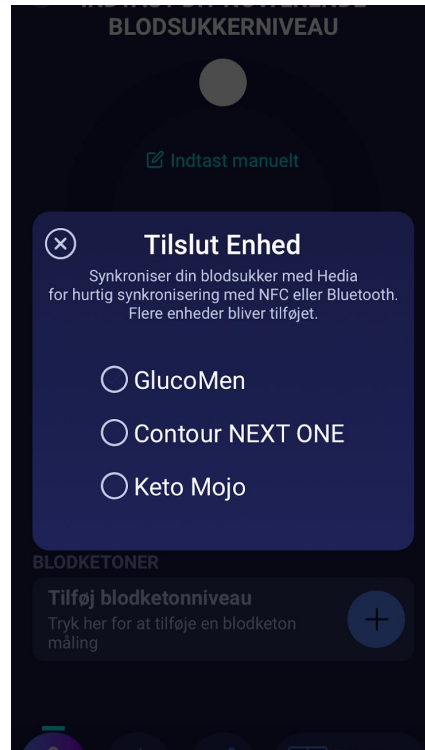 BLODSUKKERNIVEAU
Indtast manuelt
Tilslut Enhed
Synkroniser din blodsukker med Hedia
for hurtig synkronisering med NFC eller Bluetooth.
Flere enheder bliver tilføjet.
GlucoMen
Contour NEXT ONE
Keto Mojo
BLODKETONER
Tilføj blodketonniveau
Tryk her for at tilføje en blodketon
måling